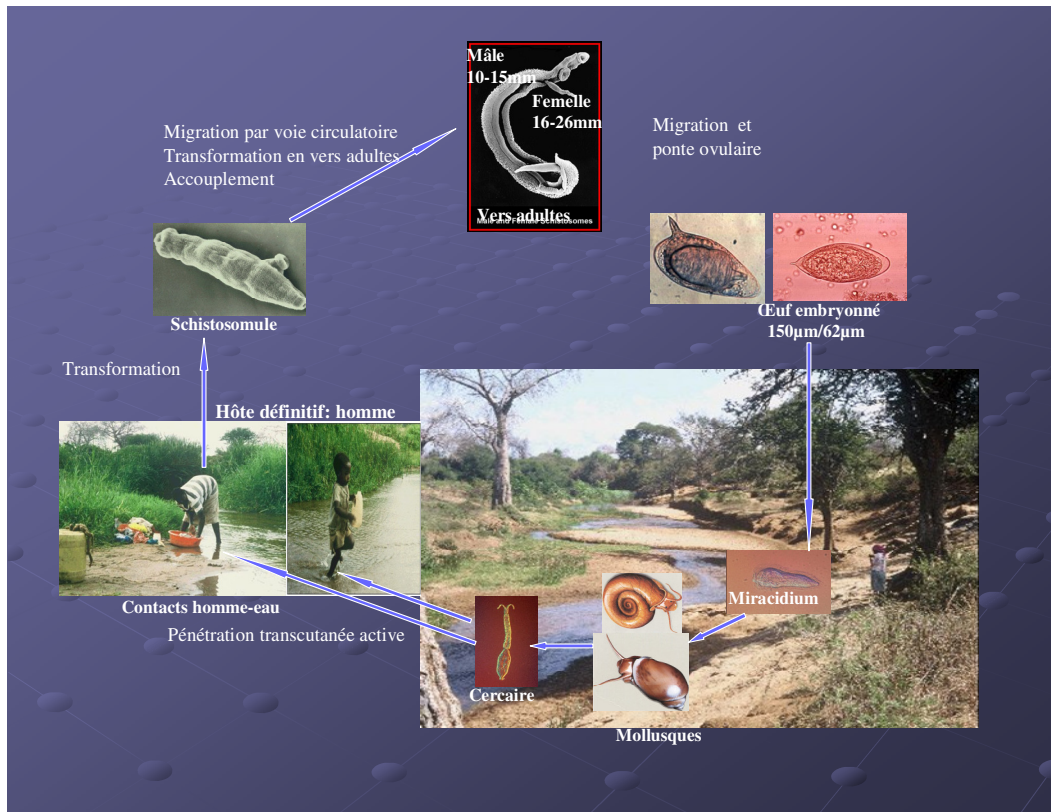 Mâle
10-15mm
Femelle
16-26mm
Vers adultes
Male and Female Schistosomes
Migration par voie circulatoire
Transformation en vers adultes
Accouplement
Migration et
ponte ovulaire
Schistosomule
Œuf embryonné
150µm/62µm
Transformation
Hôte définitif: homme
Contacts homme-eau
Pénétration transcutanée active
Miracidium
Cercaire
Mollusques